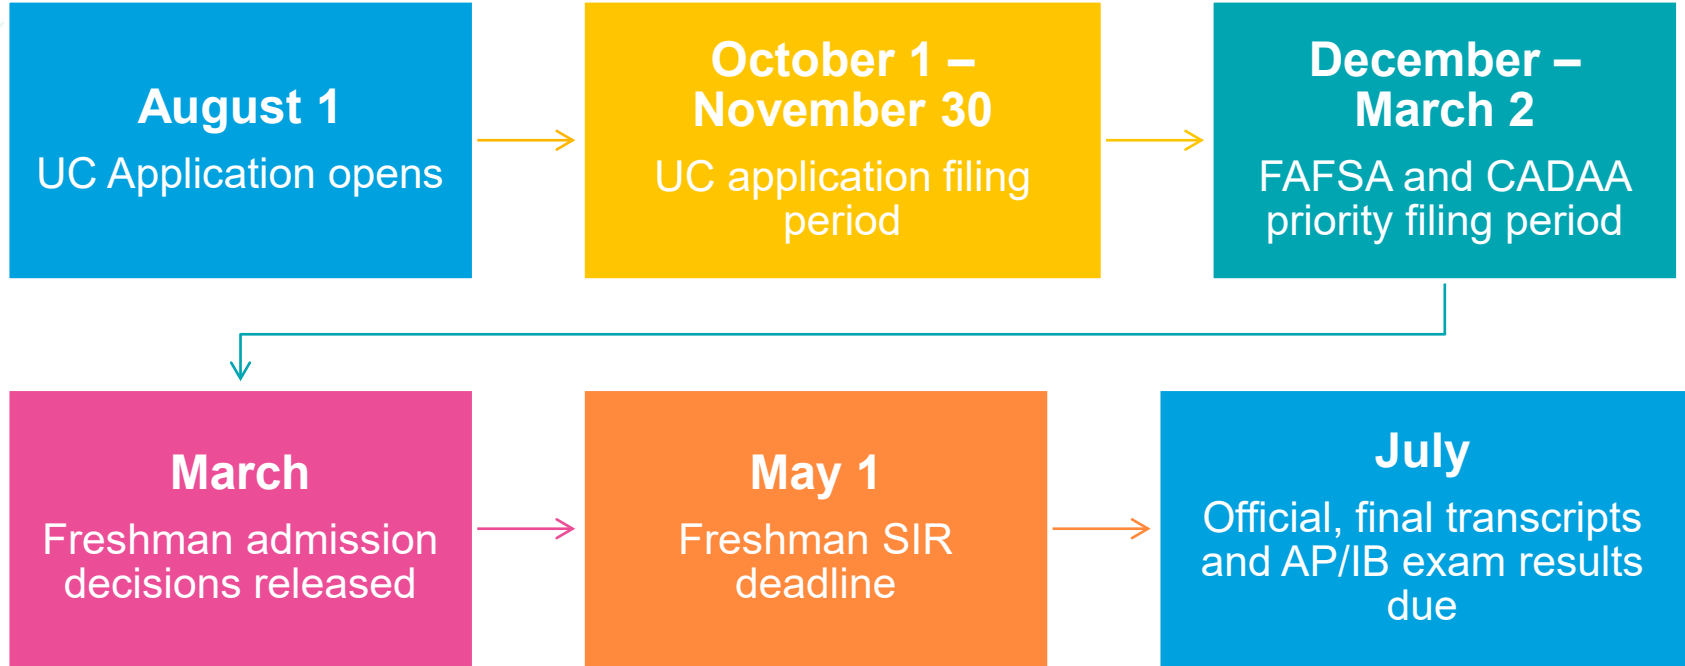 August 1
UC Application opens
October 1 –
November 30
UC application filing
period
December –
March 2
FAFSA and CADAA
priority filing period
March
Freshman admission
decisions released
May 1
Freshman SIR
deadline
July
Official, final transcripts
and AP/IB exam results
due